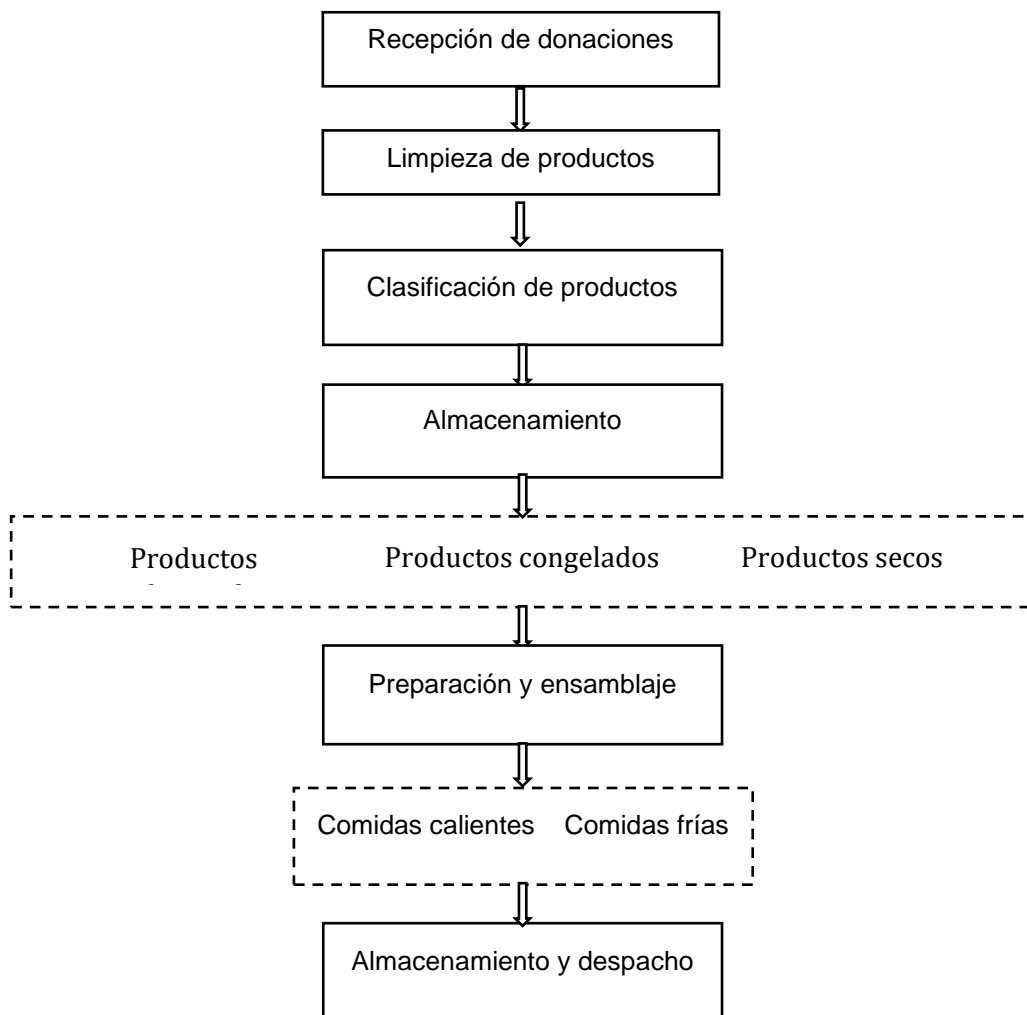 Recepción de donaciones
Limpieza de productos
Clasificación de productos
Almacenamiento
Productos
Productos congelados
Productos secos
Preparación y ensamblaje
Comidas calientes
Comidas frías
Almacenamiento y despacho